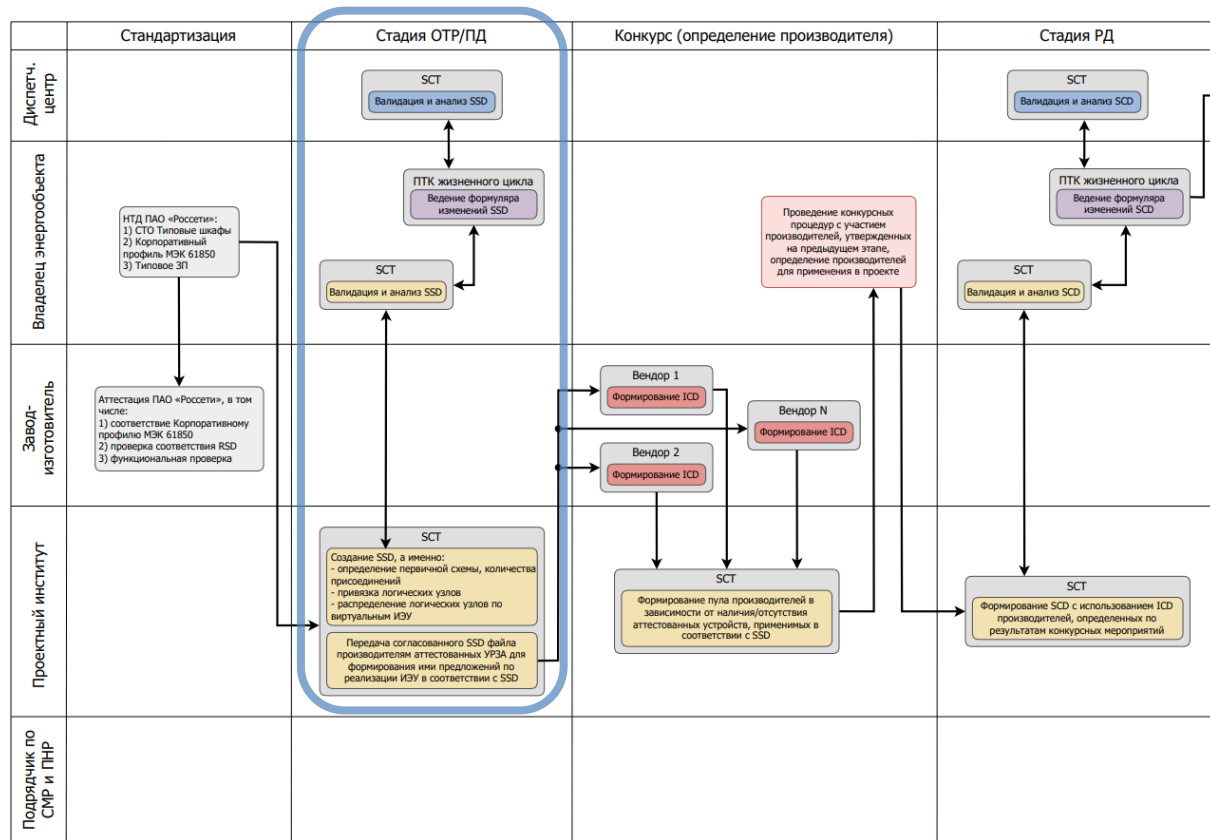 Стандартизация
Стадия ОТР/ПД
Конкурс (определение производителя)
Стадия РД
Диспетч.
центр
SCT
Валидация и анализ SSD
SCT
Валидация и анализ SCD
Владелец энергообъекта
НТД ПАО «Россети»:
1) СТО Типовые шкафы
2) Корпоративный
профиль МЭК 61850
3) Типовое ЗП
ПТК жизненного цикла
Ведение формуляра
изменений SSD
SCT
Валидация и анализ SSD
Проведение конкурсных
процедур с участием
производителей, утвержденных
на предыдущем этапе,
определение производителей
для применения в проекте
ПТК жизненного цикла
Ведение формуляра
изменений SCD
SCT
Валидация и анализ SCD
Завод-
изготовитель
Аттестация ПАО «Россети», в том
числе:
1) соответствие Корпоративному
профилю МЭК 61850
2) проверка соответствия RSD
3) функциональная проверка
Вендор 1
Формирование ICD
Вендор N
Формирование ICD
Вендор 2
Формирование ICD
Проектный институт
SCT
Создание SSD, а именно:
- определение первичной схемы, количества
присоединений
- привязка логических узлов
- распределение логических узлов по
виртуальным ИЭУ
Передача согласованного SSD файла
производителям аттестованных УРЗА для
формирования ими предложений по
реализации ИЭУ в соответствии с SSD
SCT
Формирование пула производителей в
зависимости от наличия/отсутствия
аттестованных устройств, применимых в
соответствии с SSD
SCT
Формирование SCD с использованием ICD
производителей, определенных по
результатам конкурсных мероприятий
Подрядчик по
СМР и ПНР